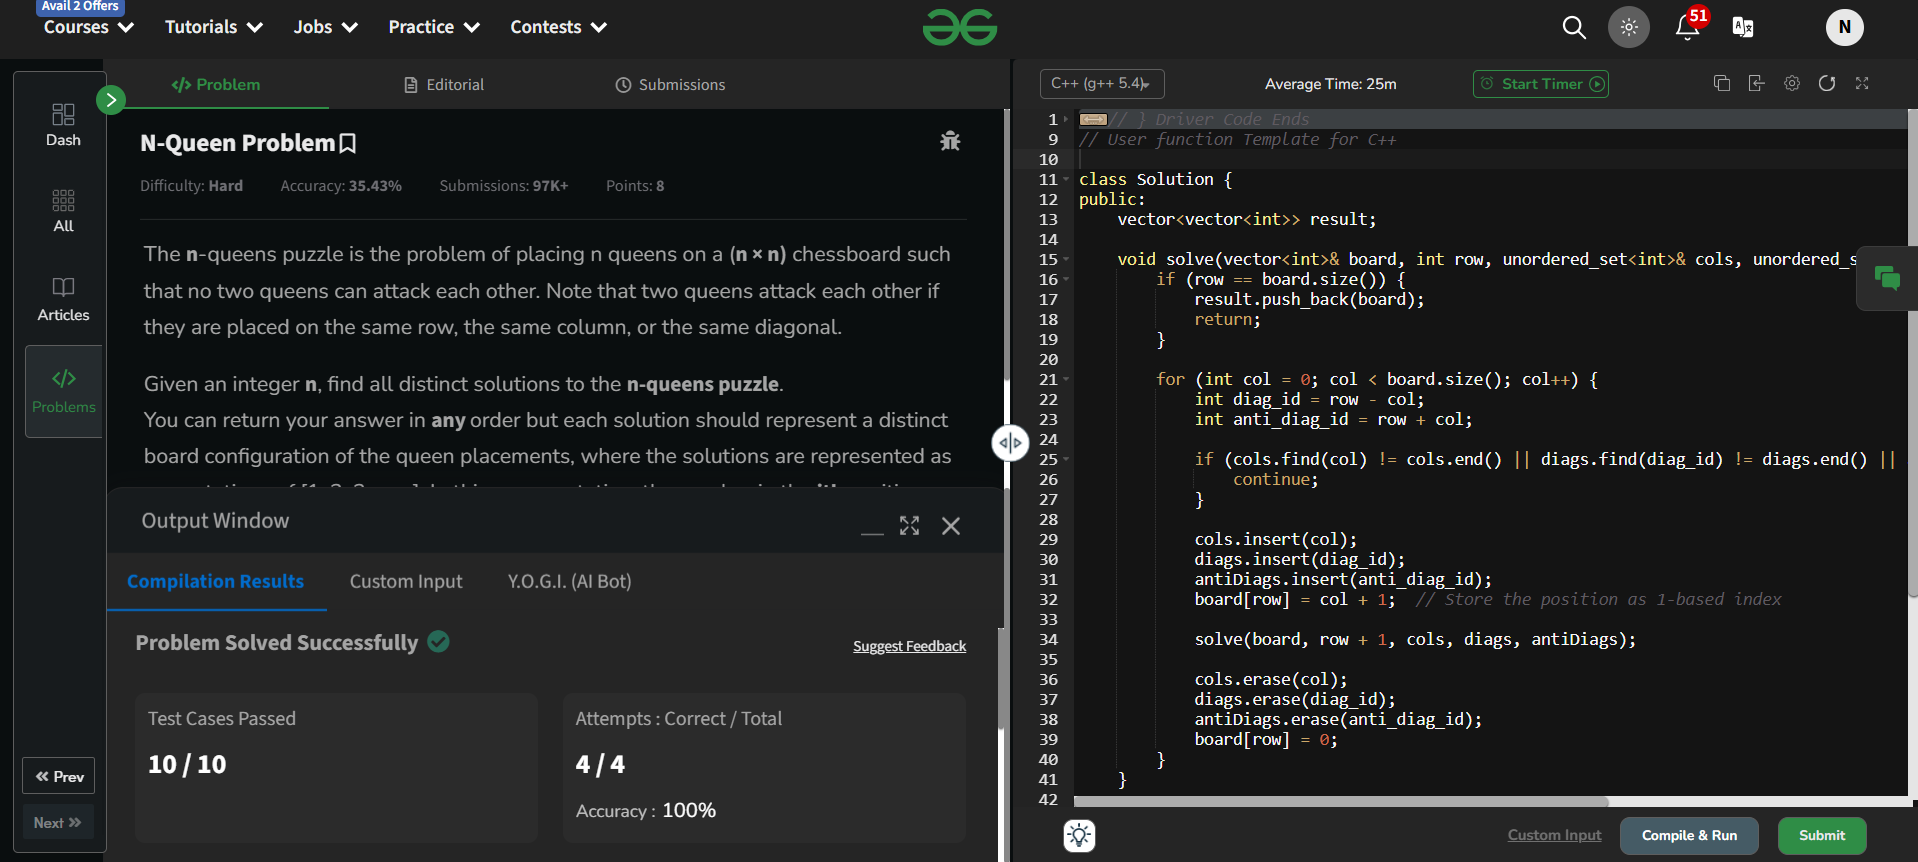 Avail 2 Offers
Courses
Tutorials
Jobs
Practice
Contests
51
N
Dash
All
Articles
Problems
Prev
Next
Problem
Editorial
Submissions
N-Queen Problem
Difficulty: Hard
Accuracy: 35.43%
Submissions: 97K+
Points: 8
The n-queens puzzle is the problem of placing n queens on a (n × n) chessboard such
that no two queens can attack each other. Note that two queens attack each other if
they are placed on the same row, the same column, or the same diagonal.
Given an integer n, find all distinct solutions to the n-queens puzzle.
You can return your answer in any order but each solution should represent a distinct
board configuration of the queen placements, where the solutions are represented as
Output Window
Compilation Results
Custom Input
Y.O.G.I. (AI Bot)
Problem Solved Successfully
Suggest Feedback
Test Cases Passed
10 / 10
Attempts : Correct / Total
4 / 4
Accuracy : 100%
C++ (g++ 5.4)
Average Time: 25m
Start Timer
1 // } Driver Code Ends
9 // User function Template for C++
10
11 class Solution {
12 public:
13 vector<vector<int>> result;
14
15 void solve(vector<int>& board, int row, unordered_set<int>& cols, unordered_s
16 if (row == board.size()) {
17 result.push_back(board);
18 return;
19 }
20
21 for (int col = 0; col < board.size(); col++) {
22 int diag_id = row - col;
23 int anti_diag_id = row + col;
24
25 if (cols.find(col) != cols.end() || diags.find(diag_id) != diags.end() ||
26 continue;
27 }
28
29 cols.insert(col);
30 diags.insert(diag_id);
31 antiDiags.insert(anti_diag_id);
32 board[row] = col + 1; // Store the position as 1-based index
33
34 solve(board, row + 1, cols, diags, antiDiags);
35
36 cols.erase(col);
37 diags.erase(diag_id);
38 antiDiags.erase(anti_diag_id);
39 board[row] = 0;
40 }
41 }
42
Custom Input
Compile & Run
Submit